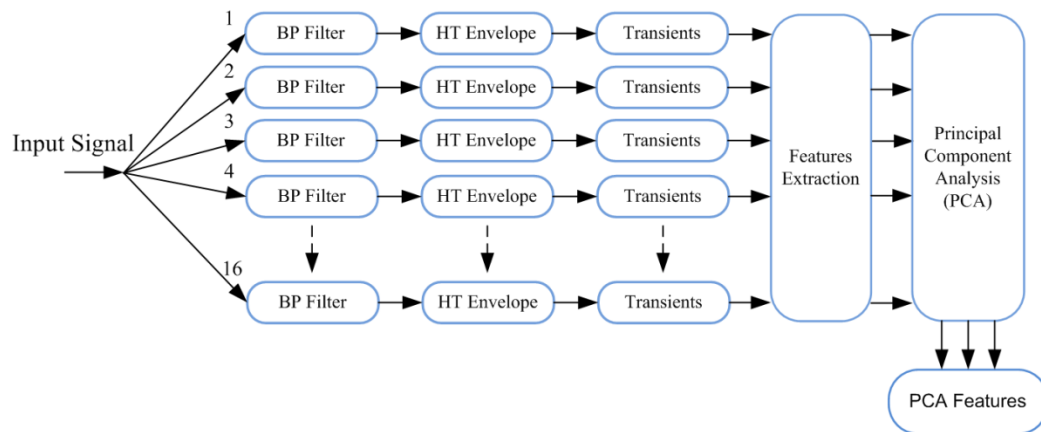 Input Signal
1
BP Filter
HT Envelope
Transients
2
BP Filter
HT Envelope
Transients
3
BP Filter
HT Envelope
Transients
4
BP Filter
HT Envelope
Transients
16
BP Filter
HT Envelope
Transients
Features
Extraction
Principal
Component
Analysis
(PCA)
PCA Features